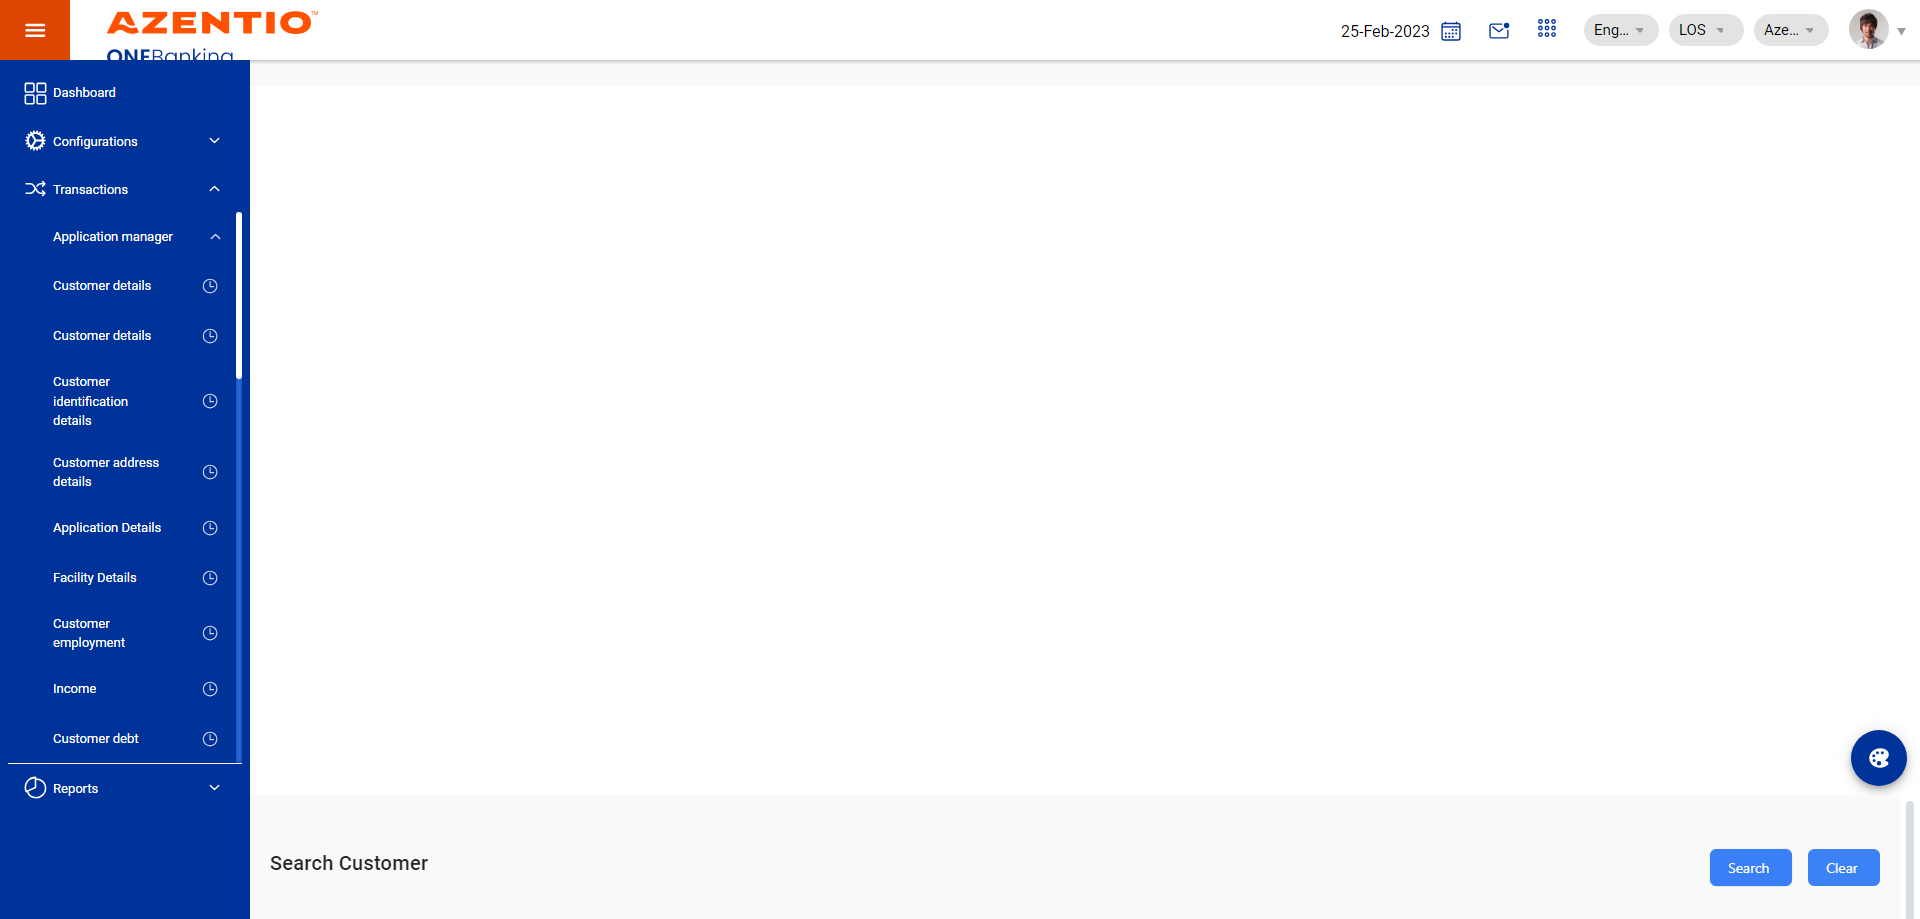 AZENTIO™
ONEBanking
25-Feb-2023
Eng...
LOS
Aze...
Dashboard
Configurations
Transactions
Application manager
Customer details
Customer details
Customer
identification
details
Customer address
details
Application Details
Facility Details
Customer
employment
Income
Customer debt
Reports
Search Customer
Search
Clear